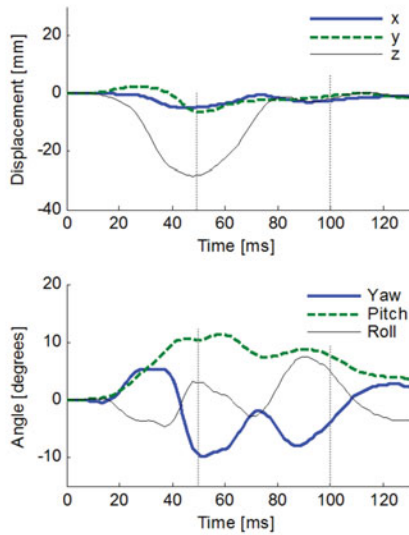 20
0
-20
-40
Displacement [mm]
x
y
z
0 20 40 60 80 100 120
Time [ms]
20
10
0
-10
Angle [degrees]
Yaw
Pitch
Roll
0 20 40 60 80 100 120
Time [ms]